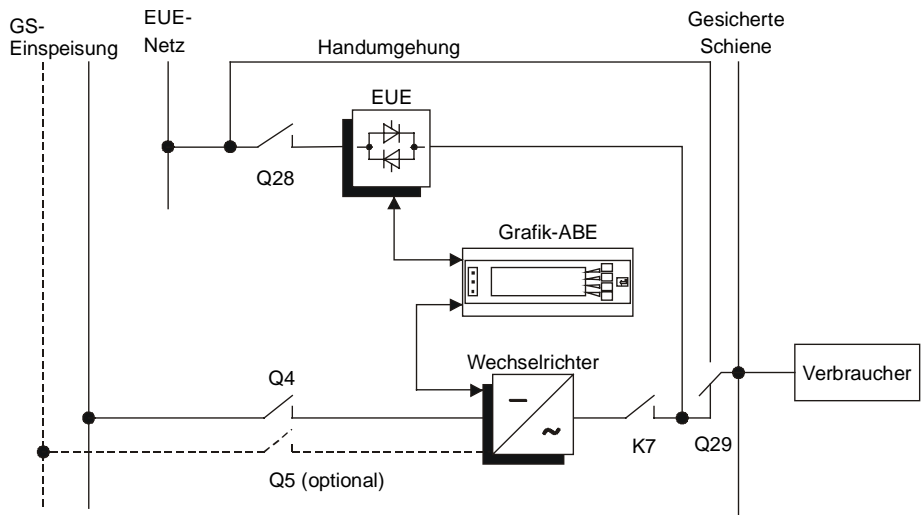 GS-
Einspeisung
EUE-
Netz
Handumgehung
Gesicherte
Schiene
EUE
Q28
Grafik-ABE
Wechselrichter
Verbraucher
Q4
K7
Q29
Q5 (optional)